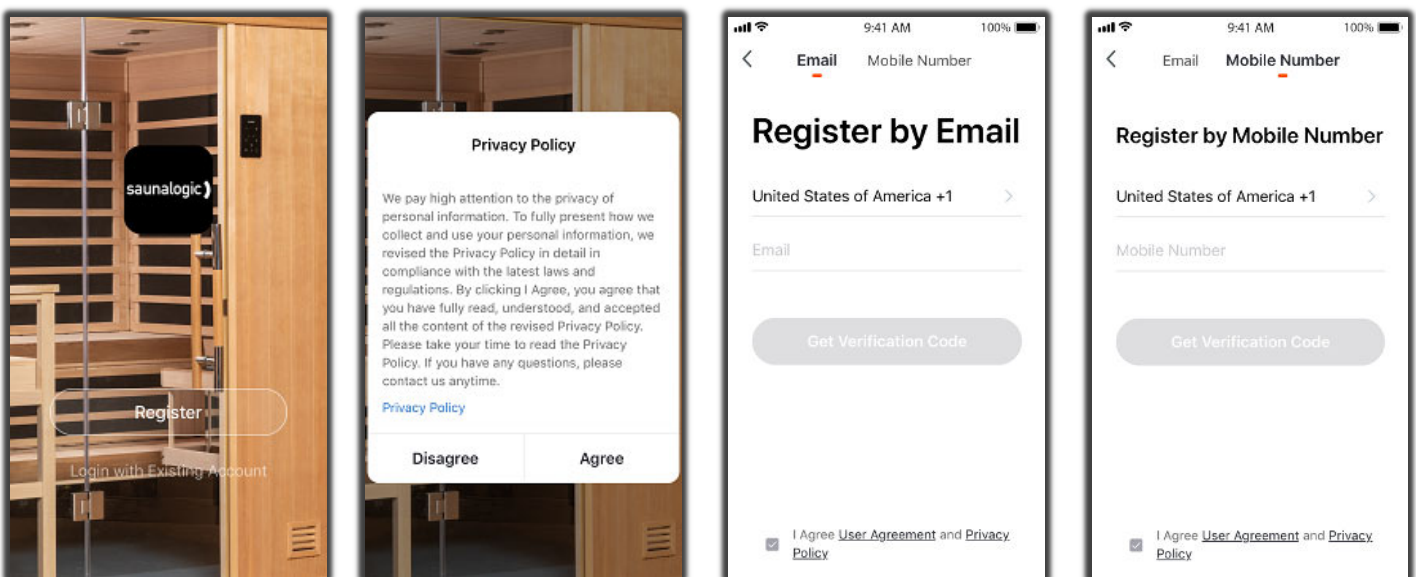 saunalogic
Register
Login with Existing Account
Privacy Policy
We pay high attention to the privacy of
personal information. To fully present how we
collect and use your personal information, we
revised the Privacy Policy in detail in
compliance with the latest laws and
regulations. By clicking I Agree, you agree that
you have fully read, understood, and accepted
all the content of the revised Privacy Policy.
Please take your time to read the Privacy
Policy. If you have any questions, please
contact us anytime.
Privacy Policy
Disagree Agree
9:41 AM 100%
Email Mobile Number
Register by Email
United States of America +1
Email
Get Verification Code
I Agree User Agreement and Privacy
Policy
9:41 AM 100%
Email Mobile Number
Register by Mobile Number
United States of America +1
Mobile Number
Get Verification Code
I Agree User Agreement and Privacy
Policy